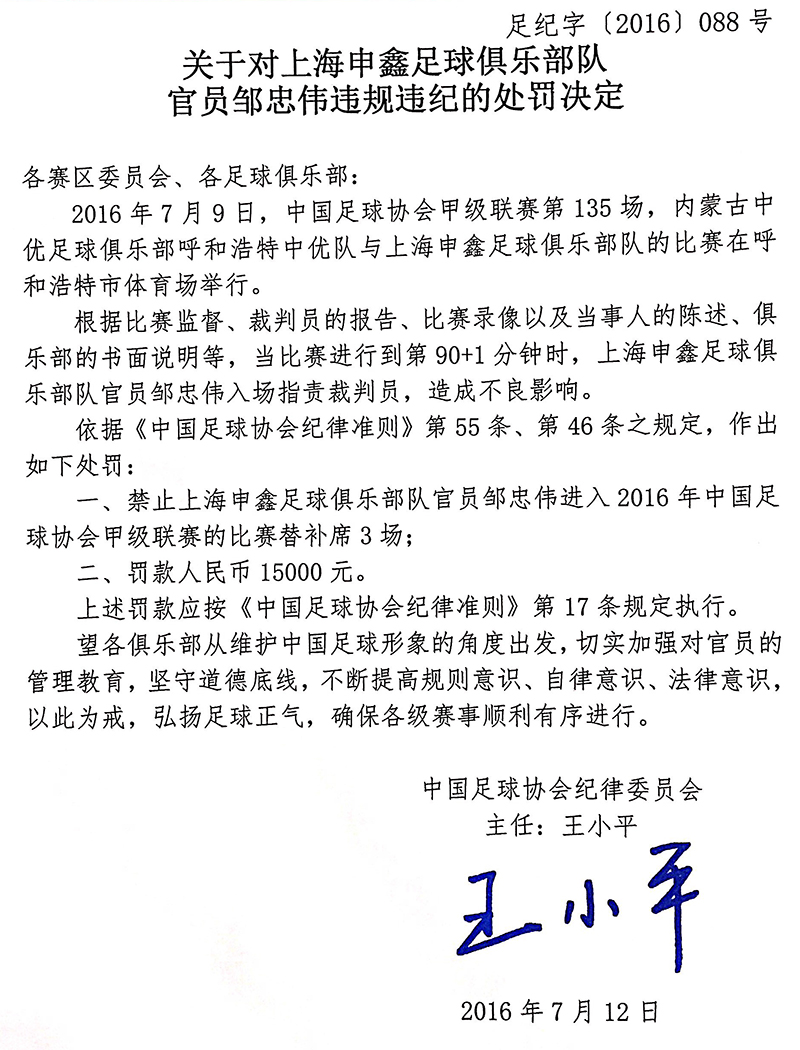 足纪字〔2016〕088 号
关于对上海申鑫足球俱乐部队
官员邹忠伟违规违纪的处罚决定
各赛区委员会、各足球俱乐部：
2016 年 7 月 9 日，中国足球协会甲级联赛第 135 场，内蒙古中
优足球俱乐部呼和浩特中优队与上海申鑫足球俱乐部队的比赛在呼
和浩特市体育场举行。
根据比赛监督、裁判员的报告、比赛录像以及当事人的陈述、俱
乐部的书面说明等，当比赛进行到第 90+1 分钟时，上海申鑫足球俱
乐部队官员邹忠伟入场指责裁判员，造成不良影响。
依据《中国足球协会纪律准则》第 55 条、第 46 条之规定，作出
如下处罚：
一、禁止上海申鑫足球俱乐部队官员邹忠伟进入 2016 年中国足
球协会甲级联赛的比赛替补席 3 场；
二、罚款人民币 15000 元。
上述罚款应按《中国足球协会纪律准则》第 17 条规定执行。
望各俱乐部从维护中国足球形象的角度出发，切实加强对官员的
管理教育，坚守道德底线，不断提高规则意识、自律意识、法律意识，
以此为戒，弘扬足球正气，确保各级赛事顺利有序进行。
中国足球协会纪律委员会
主任：王小平
王小平
2016 年 7 月 12 日